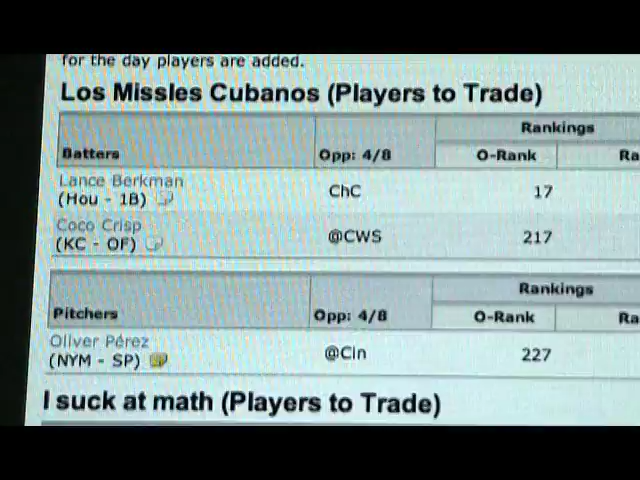 for the day players are added.
Los Missles Cubanos (Players to Trade)
Rankings
Batters Opp: 4/8 O-Rank Ra
Lance Berkman
(Hou - 1B) ChC 17
Coco Crisp
(KC - OF) @CWS 217
Rankings
Pitchers Opp: 4/8 O-Rank Ra
Oliver Pérez
(NYM - SP) @Cin 227
I suck at math (Players to Trade)